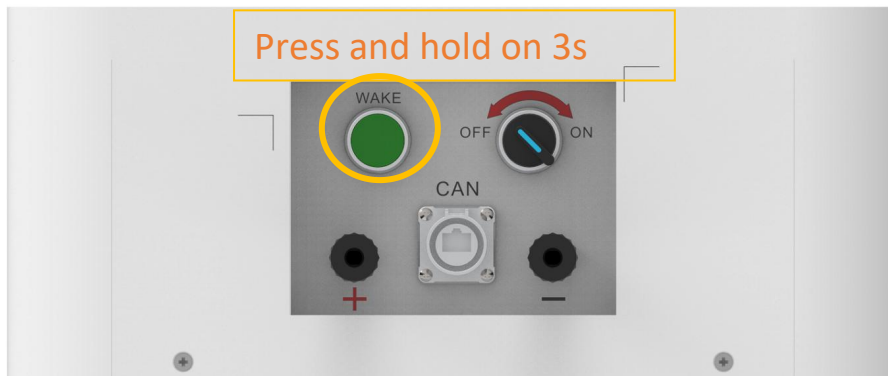 Press and hold on 3s
WAKE
OFF ON
CAN
+ −